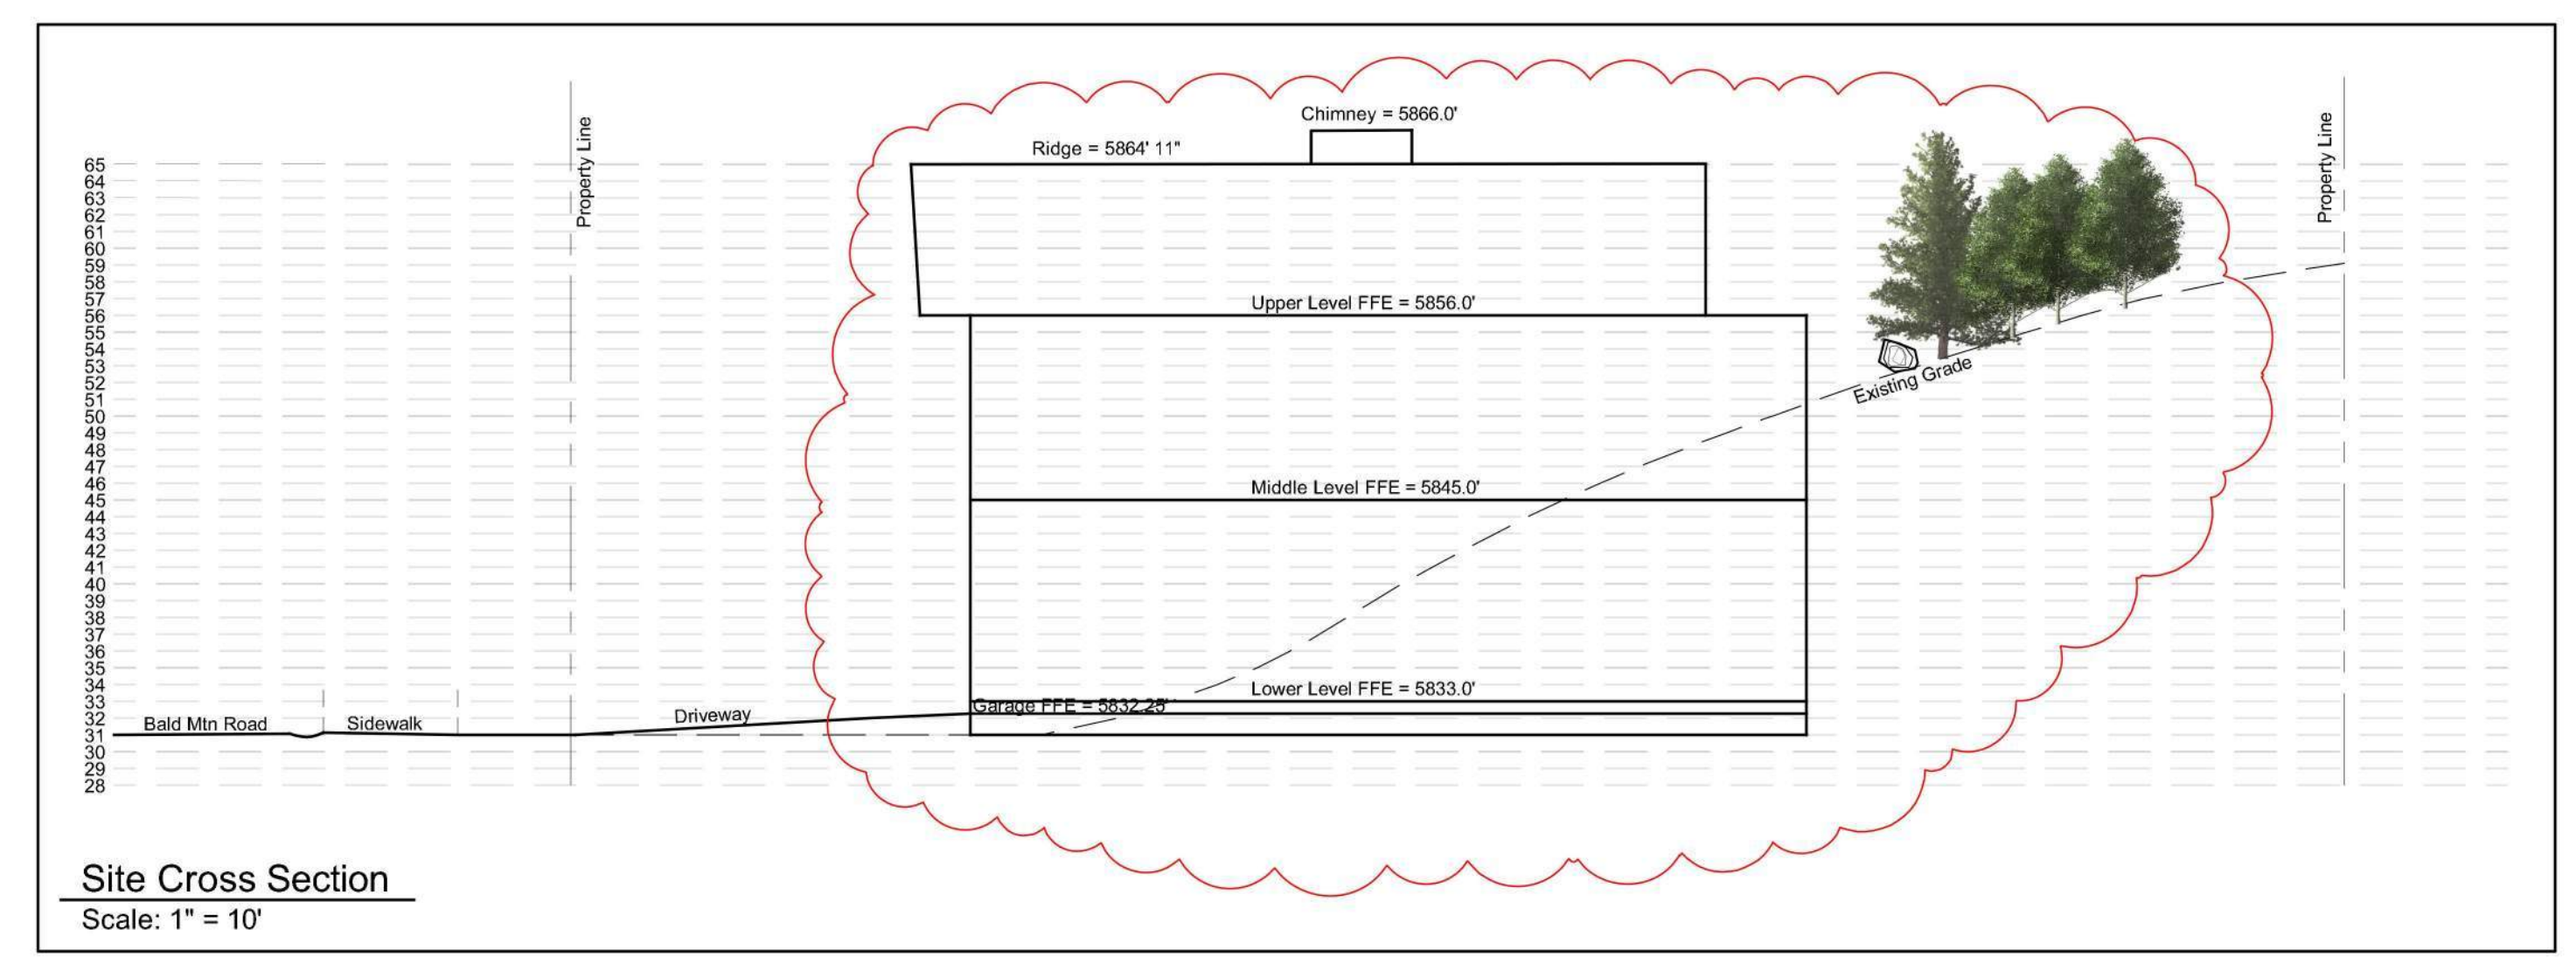 Chimney = 5866.0'
Ridge = 5864' 11"
Property Line
Property Line
65
64
63
62
61
60
59
58
57
56
55
54
53
52
51
50
49
48
47
46
45
44
43
42
41
40
39
38
37
36
35
34
33
32
31
30
29
28
Upper Level FFE = 5856.0'
Existing Grade
Middle Level FFE = 5845.0'
Lower Level FFE = 5833.0'
Garage FFE = 5832.25'
Driveway
Bald Mtn Road
Sidewalk
Site Cross Section
Scale: 1" = 10'